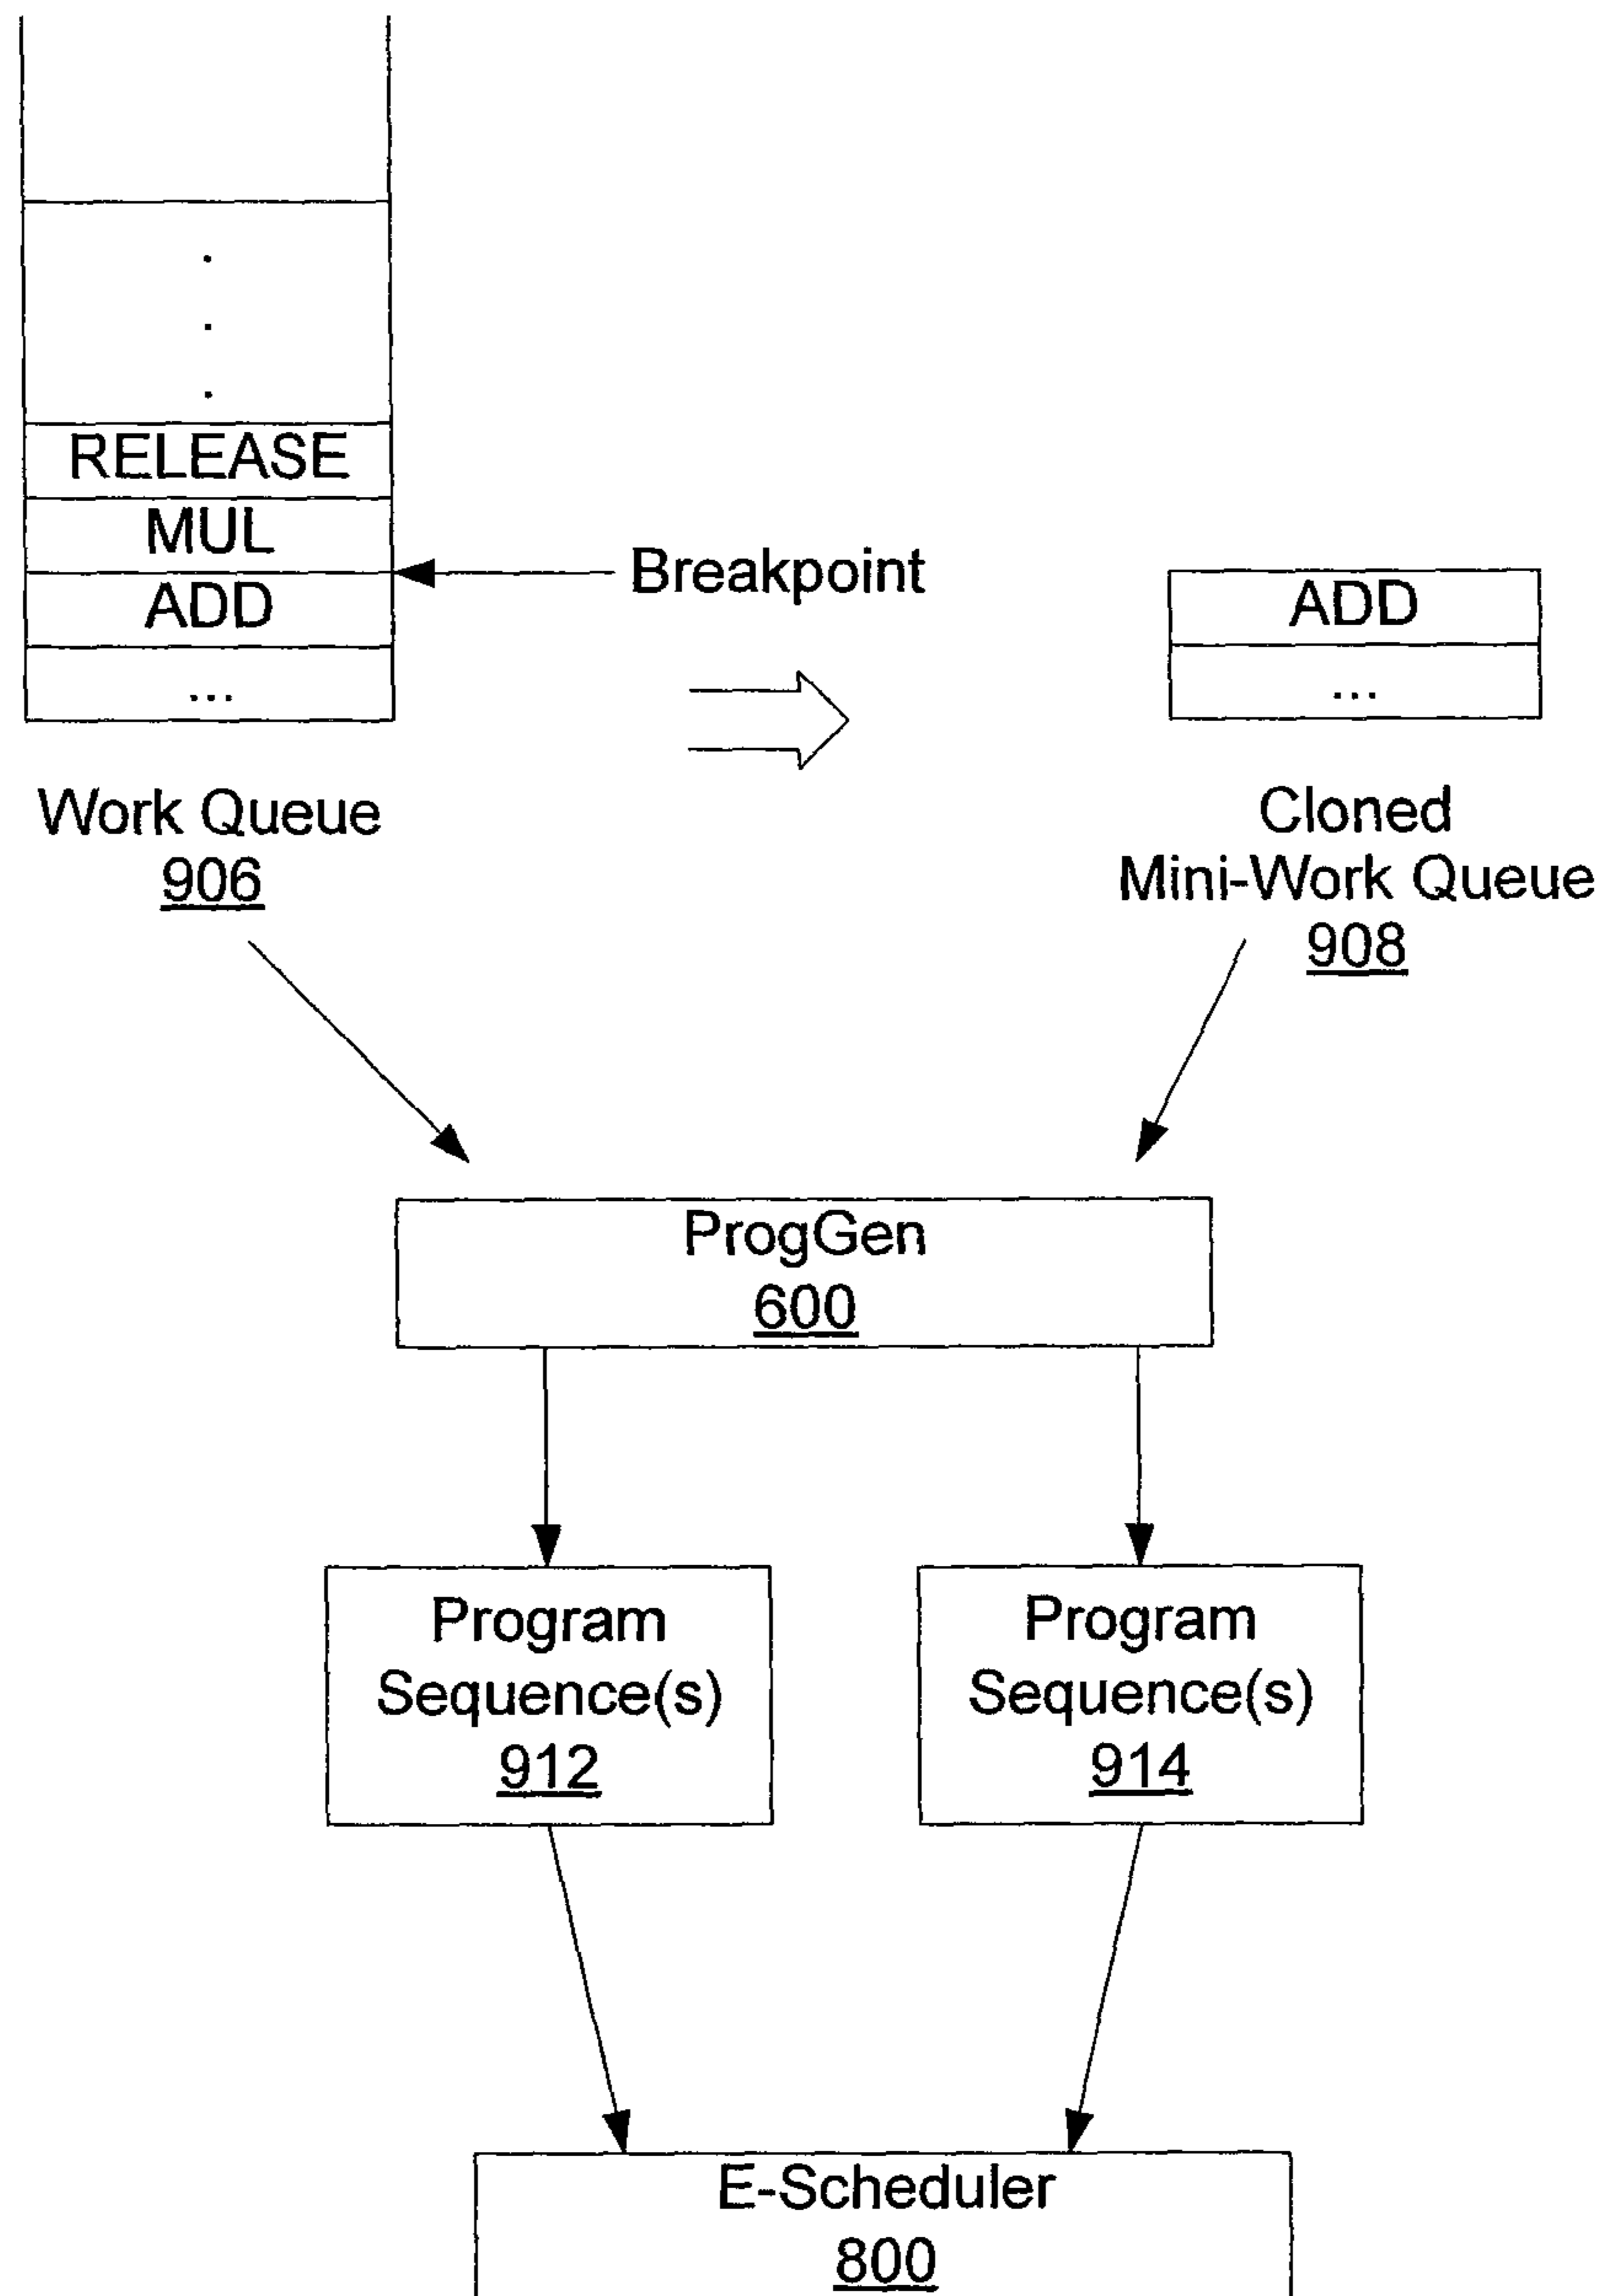 .
.
.
RELEASE
MUL
ADD
...
Breakpoint
ADD
...
Work Queue
906
Cloned
Mini-Work Queue
908
ProgGen
600
Program
Sequence(s)
912
Program
Sequence(s)
914
E-Scheduler
800